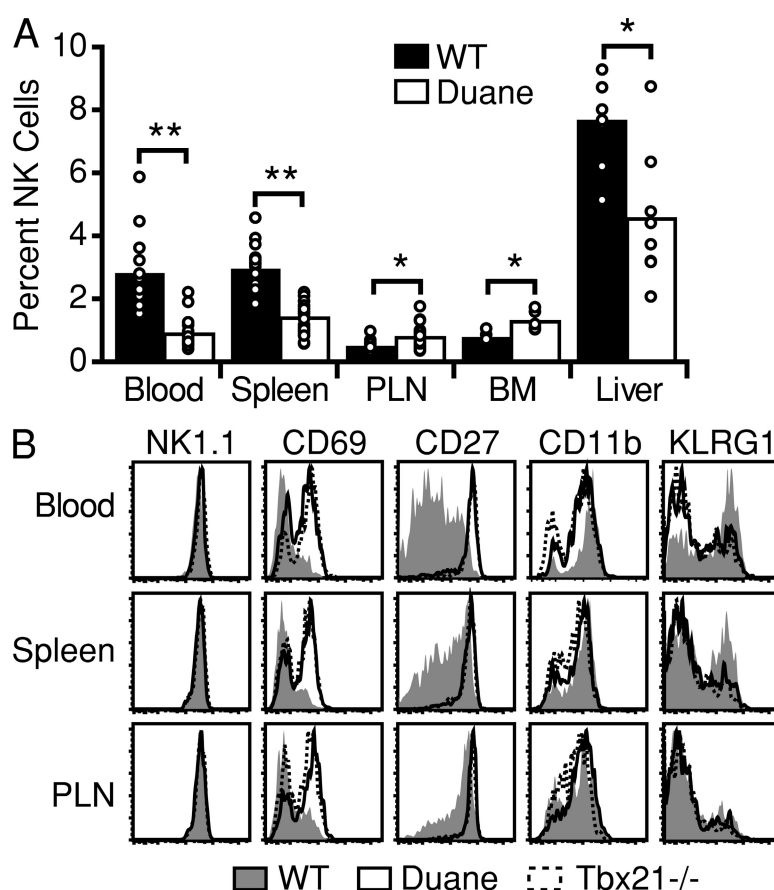 A
10
8
6
4
2
0
Percent NK Cells
WT
Duane
**
**
*
*
*
Blood Spleen PLN BM Liver
B
NK1.1 CD69 CD27 CD11b KLRG1
Blood
Spleen
PLN
WT Duane Tbx21-/-